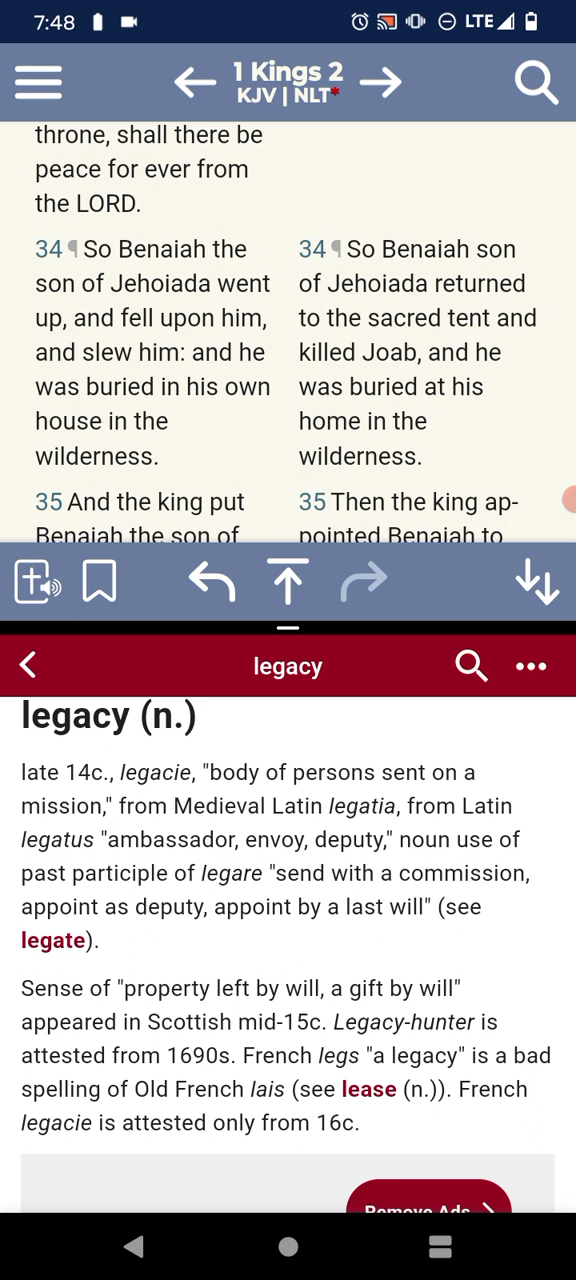 7:48
LTE
1 Kings 2
KJV | NLT*
throne, shall there be
peace for ever from
the LORD.
34 ¶ So Benaiah the
son of Jehoiada went
up, and fell upon him,
and slew him: and he
was buried in his own
house in the
wilderness.
35 And the king put
Benaiah the son of
34 ¶ So Benaiah son
of Jehoiada returned
to the sacred tent and
killed Joab, and he
was buried at his
home in the
wilderness.
35 Then the king ap-
pointed Benaiah to
legacy
legacy (n.)
late 14c., legacie, "body of persons sent on a
mission," from Medieval Latin legatia, from Latin
legatus "ambassador, envoy, deputy," noun use of
past participle of legare "send with a commission,
appoint as deputy, appoint by a last will" (see
legate).
Sense of "property left by will, a gift by will"
appeared in Scottish mid-15c. Legacy-hunter is
attested from 1690s. French legs "a legacy" is a bad
spelling of Old French lais (see lease (n.)). French
legacie is attested only from 16c.
Remove Ads